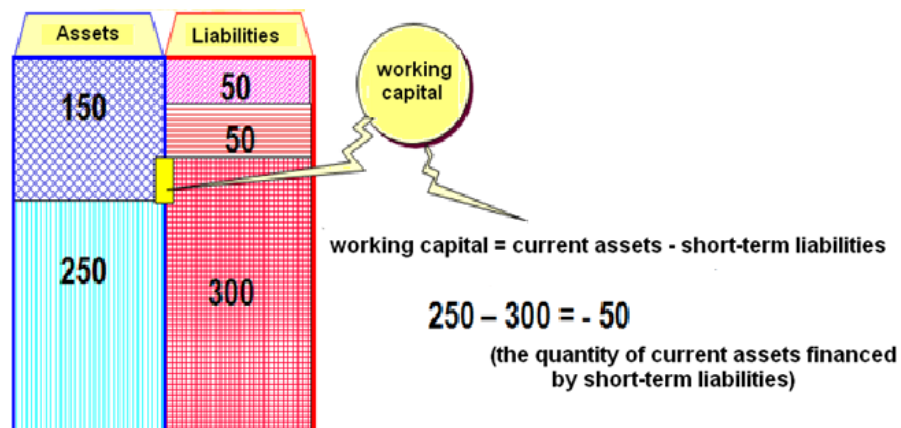 Assets
Liabilities
150
50
50
250
300
working
capital
working capital = current assets - short-term liabilities
250 – 300 = - 50
(the quantity of current assets financed
by short-term liabilities)